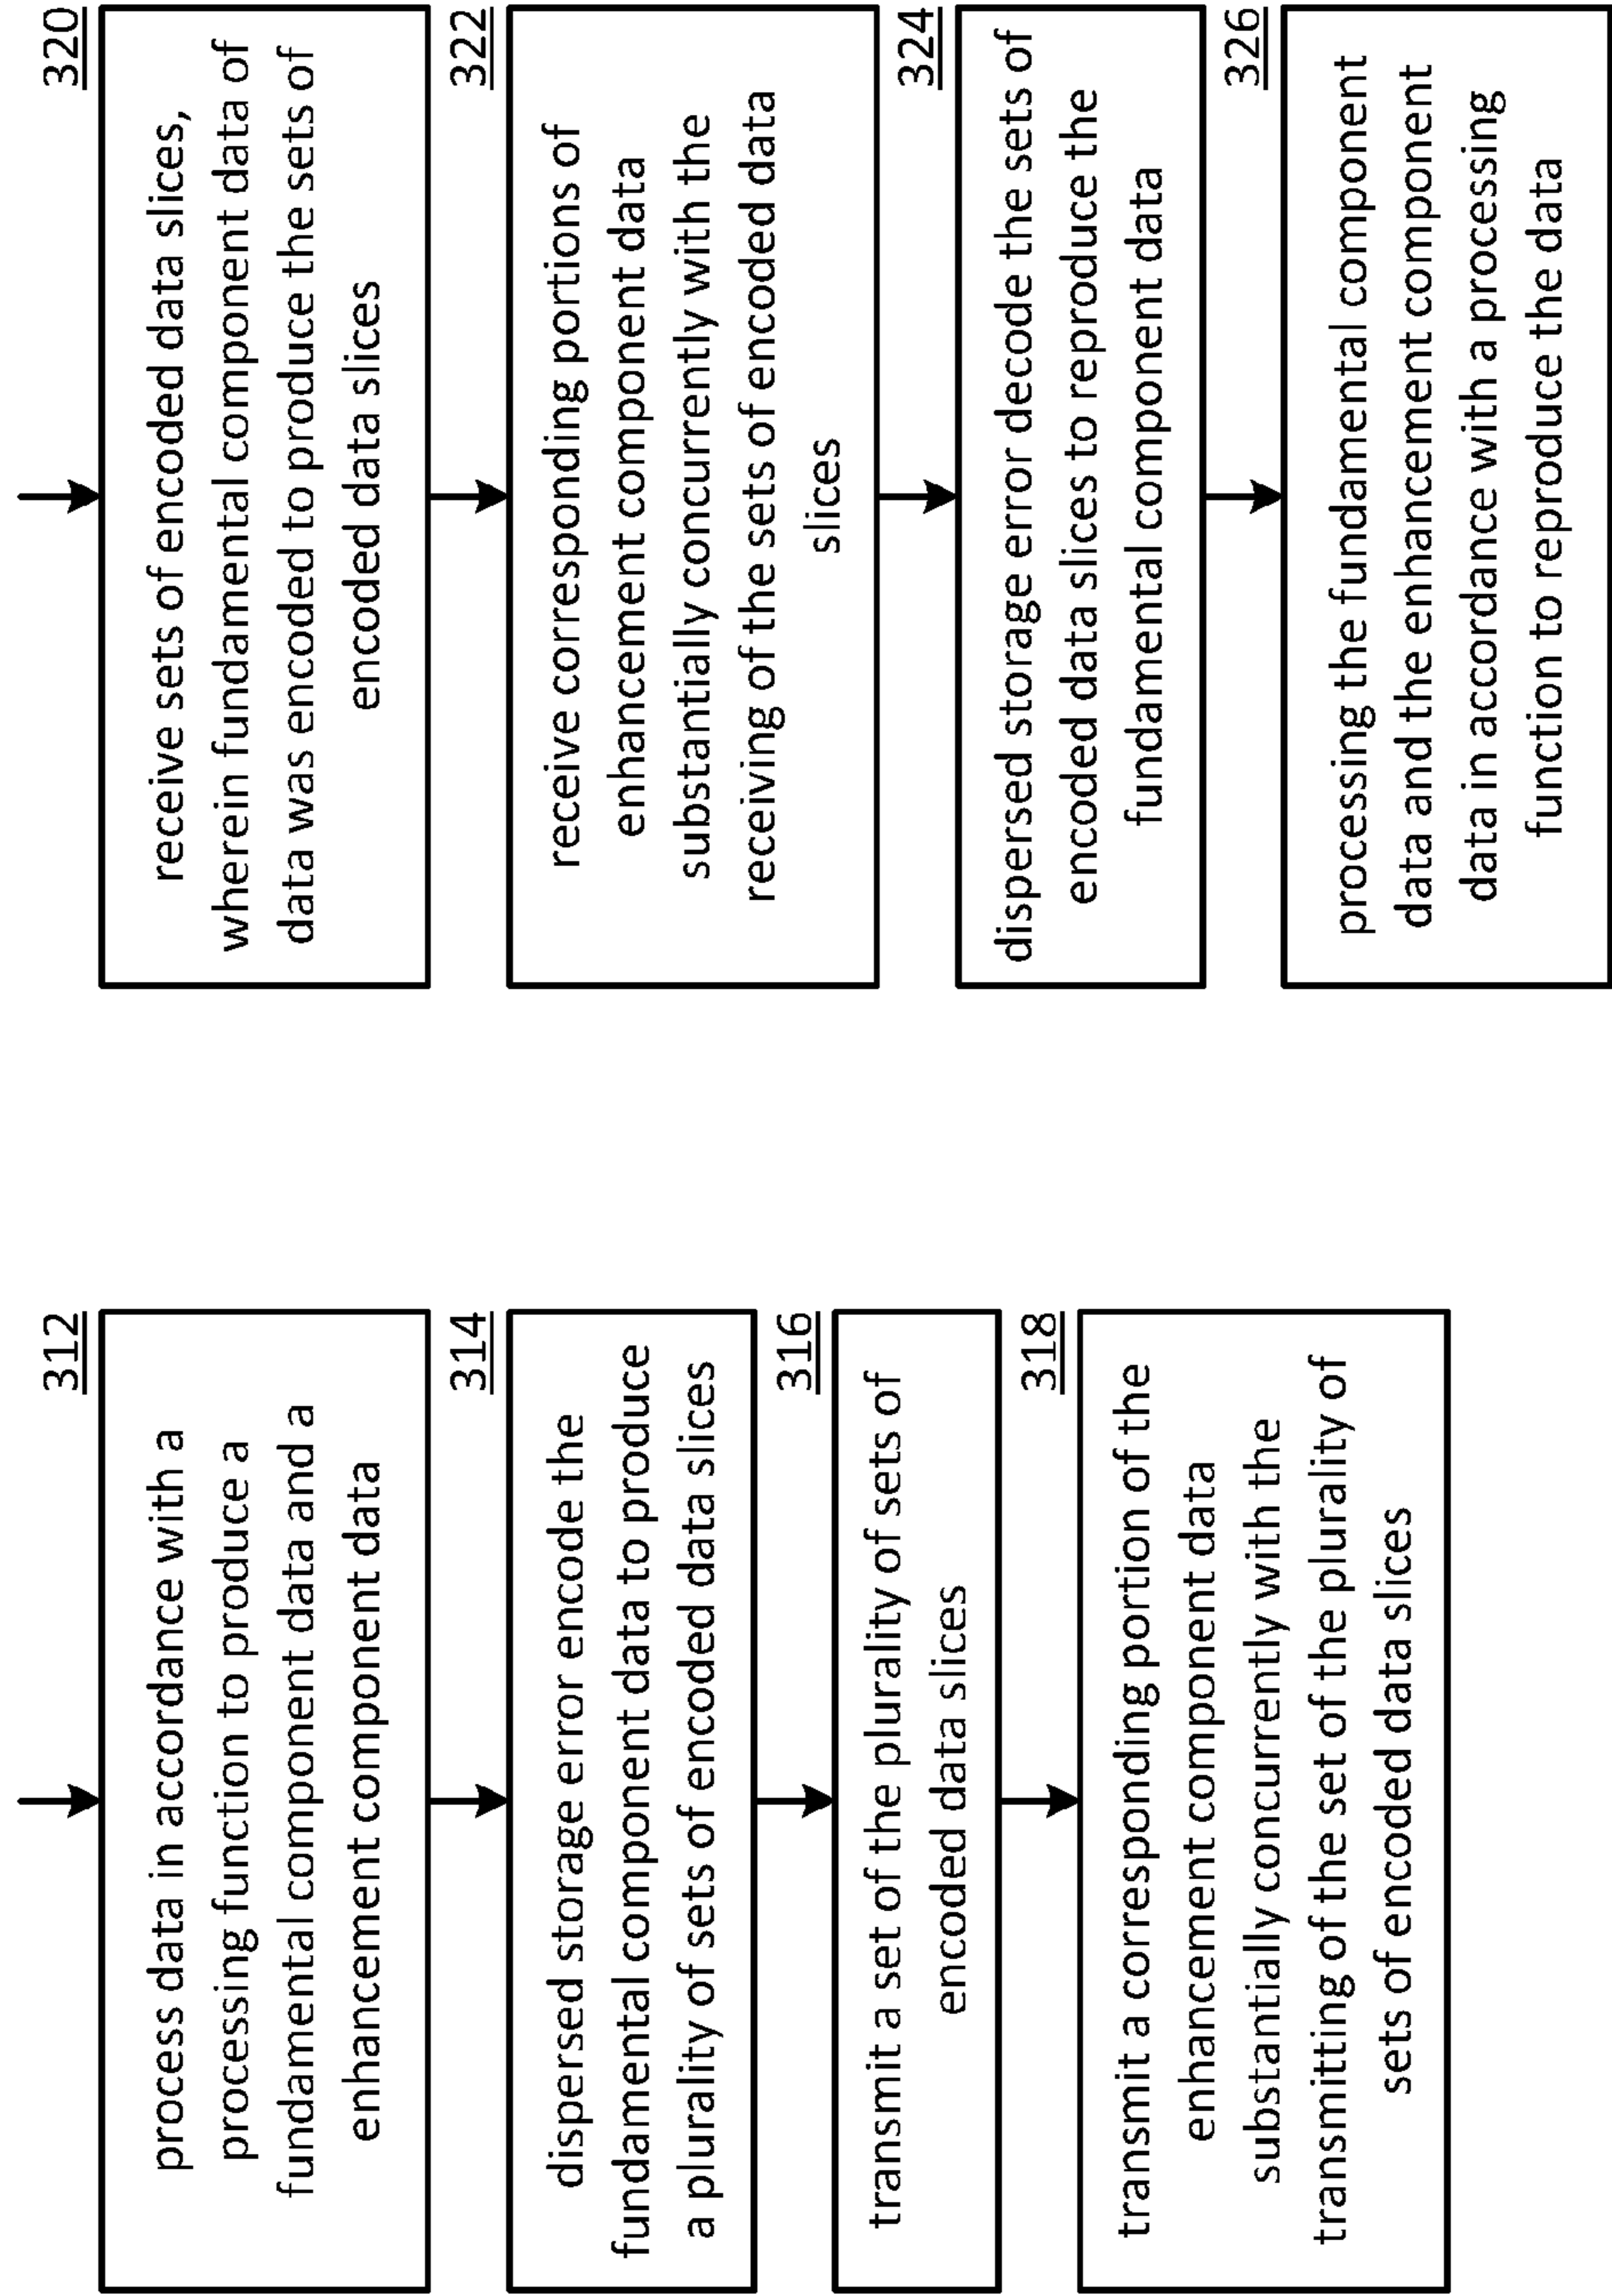 312
process data in accordance with a
processing function to produce a
fundamental component data and a
enhancement component data
314
dispersed storage error encode the
fundamental component data to produce
a plurality of sets of encoded data slices
316
transmit a set of the plurality of sets of
encoded data slices
318
transmit a corresponding portion of the
enhancement component data
substantially concurrently with the
transmitting of the set of the plurality of
sets of encoded data slices
320
receive sets of encoded data slices,
wherein fundamental component data of
data was encoded to produce the sets of
encoded data slices
322
receive corresponding portions of
enhancement component data
substantially concurrently with the
receiving of the sets of encoded data
slices
324
dispersed storage error decode the sets of
encoded data slices to reproduce the
fundamental component data
326
processing the fundamental component
data and the enhancement component
data in accordance with a processing
function to reproduce the data